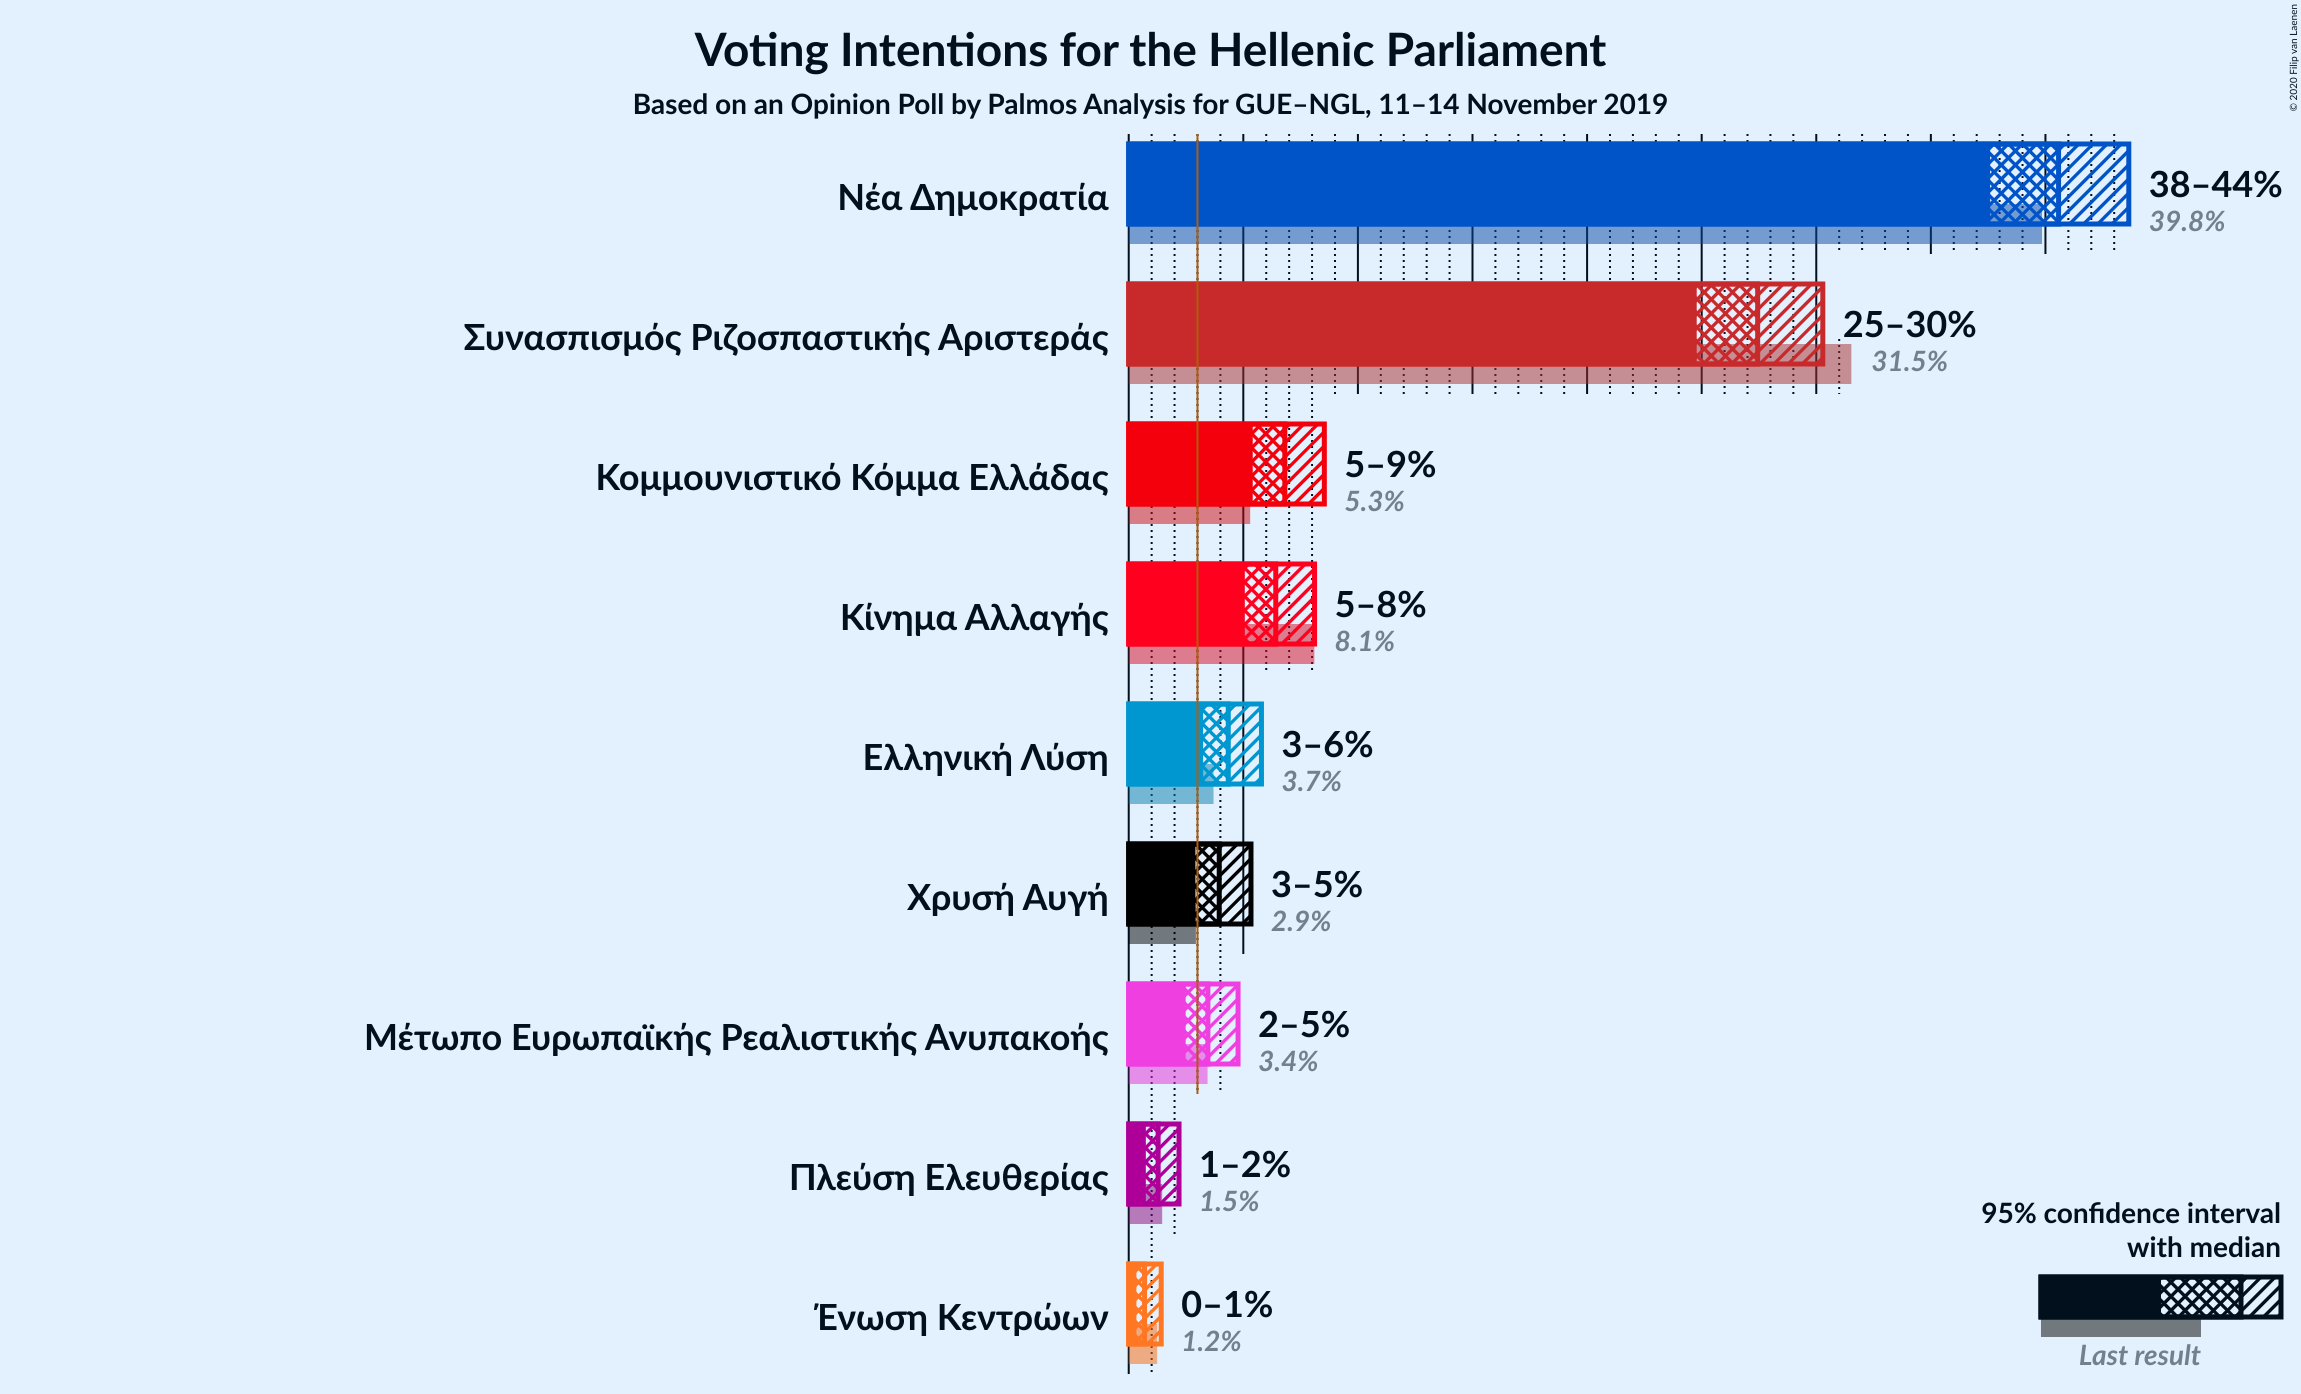 Voting Intentions for the Hellenic Parliament
Based on an Opinion Poll by Palmos Analysis for GUE–NGL, 11–14 November 2019
© 2020 Filip van Laenen
Νέα Δημοκρατία
38–44%
39.8%
Συνασπισμός Ριζοσπαστικής Αριστεράς
25–30%
31.5%
Κομμουνιστικό Κόμμα Ελλάδας
5–9%
5.3%
Κίνημα Αλλαγής
5–8%
8.1%
Ελληνική Λύση
3–6%
3.7%
Χρυσή Αυγή
3–5%
2.9%
Μέτωπο Ευρωπαϊκής Ρεαλιστικής Ανυπακοής
2–5%
3.4%
Πλεύση Ελευθερίας
1–2%
1.5%
Ένωση Κεντρώων
0–1%
1.2%
95% confidence interval
with median
Last result